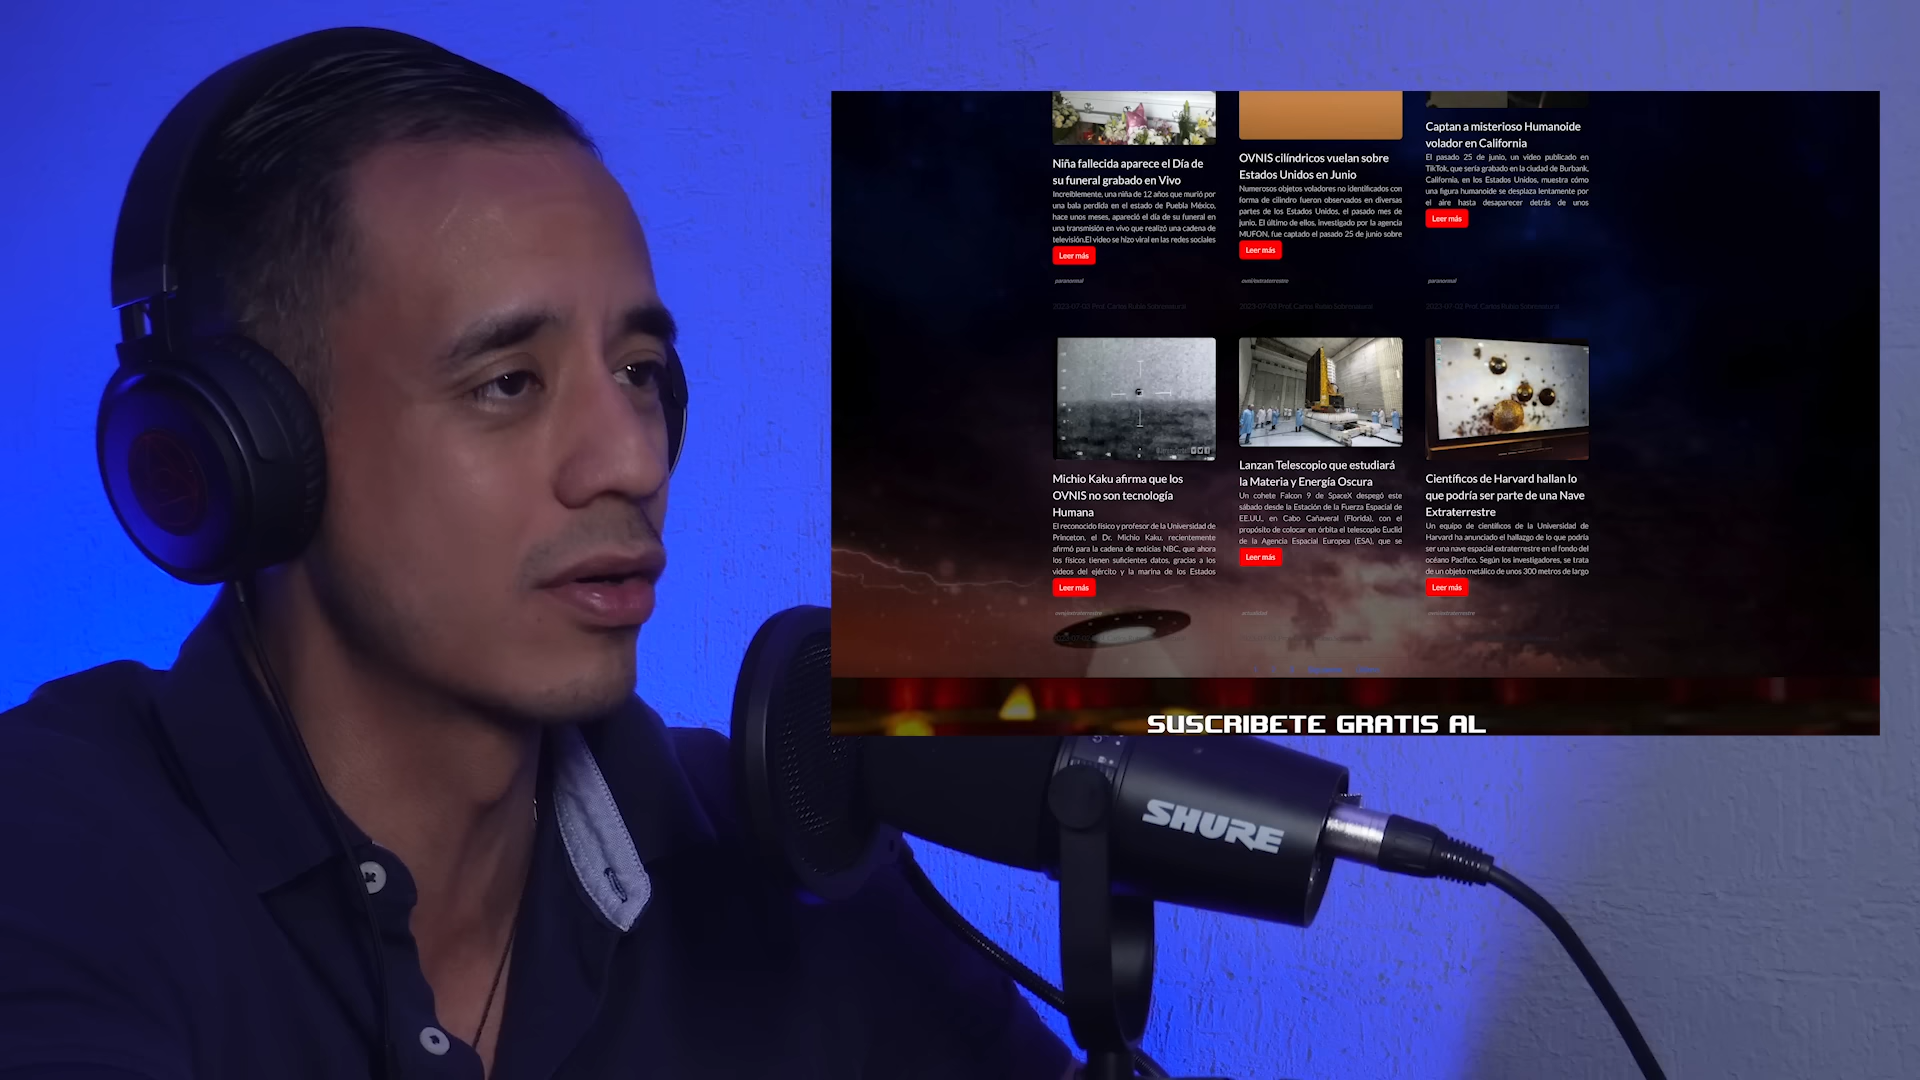 Niña fallecida aparece el Día de
su funeral grabado en Vivo
Increíblemente, una niña de 12 años que murió por
una bala perdida en el estado de Puebla México,
hace unos meses, apareció el día de su funeral en
una transmisión en vivo que realizó una cadena de
televisión.El video se hizo viral en las redes sociales
Leer más
paranormal
2023-07-03 Prof. Carlos Rubio Sobrenatural
OVNIS cilíndricos vuelan sobre
Estados Unidos en Junio
Numerosos objetos voladores no identificados con
forma de cilindro fueron observados en diversas
partes de los Estados Unidos, el pasado mes de
junio. El último de ellos, investigado por la agencia
MUFON, fue captado el pasado 25 de junio sobre
Leer más
ovni/extraterrestre
Captan a misterioso Humanoide
volador en California
El pasado 25 de junio, un video publicado en
TikTok, que sería grabado en la ciudad de Burbank,
California, en los Estados Unidos, muestra cómo
una figura humanoide se desplaza lentamente por
el aire hasta desaparecer detrás de unos
Leer más
paranormal
Michio Kaku afirma que los
OVNIS no son tecnología
Humana
El reconocido físico y profesor de la Universidad de
Princeton, el Dr. Michio Kaku, recientemente
afirmó para la cadena de noticias NBC, que ahora
los físicos tienen suficientes datos, gracias a los
videos del ejército y la marina de los Estados
Leer más
ovni/extraterrestre
Lanzan Telescopio que estudiará
la Materia y Energía Oscura
Un cohete Falcon 9 de SpaceX despegó este
sábado desde la Estación de la Fuerza Espacial de
EE.UU., en Cabo Cañaveral (Florida), con el
propósito de colocar en órbita el telescopio Euclid
de la Agencia Espacial Europea (ESA), que se
Leer más
actualidad
Científicos de Harvard hallan lo
que podría ser parte de una Nave
Extraterrestre
Un equipo de científicos de la Universidad de
Harvard ha anunciado el hallazgo de lo que podría
ser una nave espacial extraterrestre en el fondo del
océano Pacífico. Según los investigadores, se trata
de un objeto metálico de unos 300 metros de largo
Leer más
ovni/extraterrestre
SUSCRIBETE GRATIS AL
SHURE